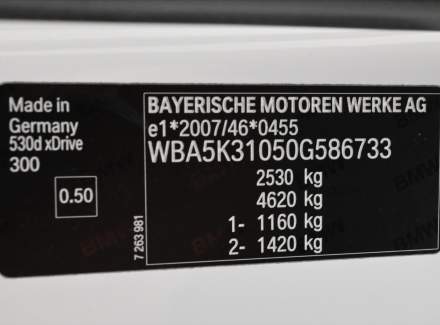 Made in
Germany
530d xDrive
300
0.50
7 263 981
BAYERISCHE MOTOREN WERKE AG
e1*2007/46*0455
WBA5K31050G586733
2530 kg
4620 kg
1- 1160 kg
2- 1420 kg